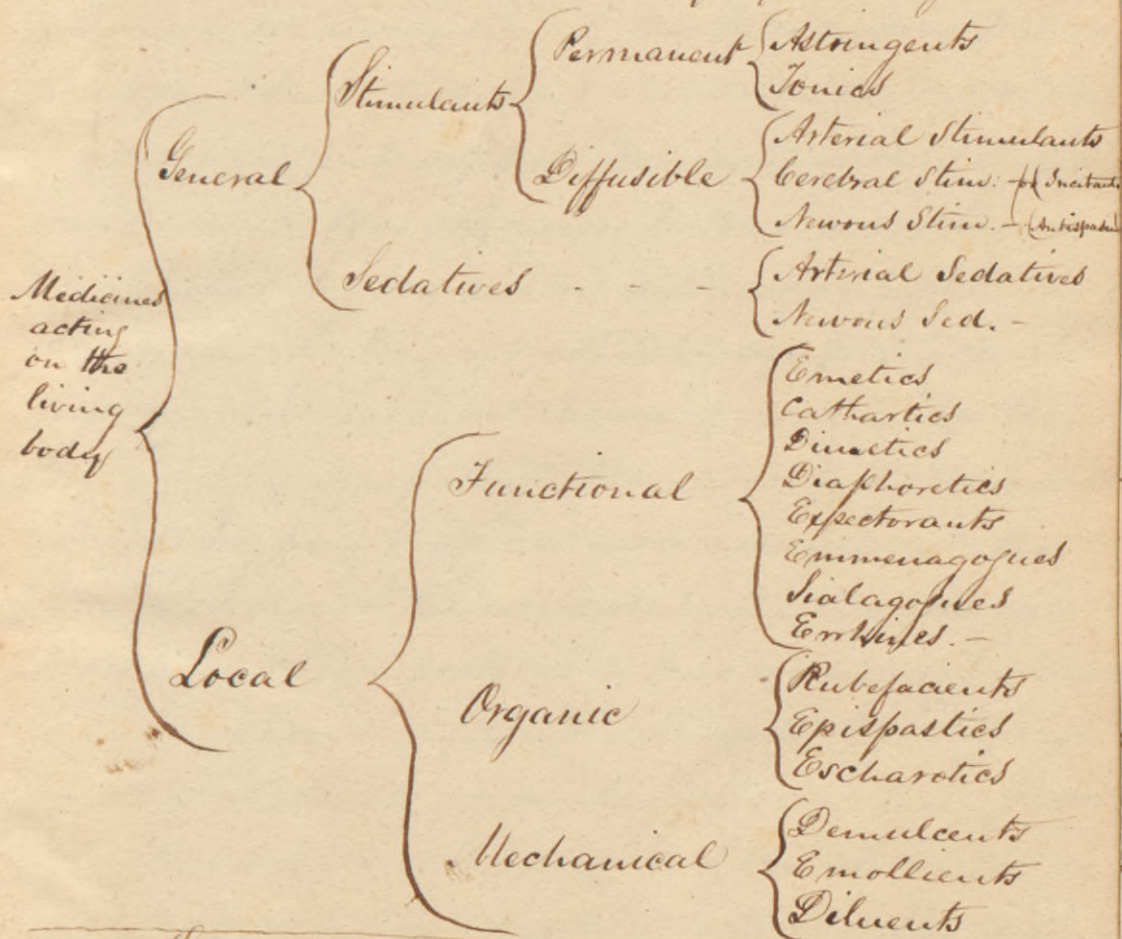 Medicines
acting
on the
living
body
General
Stimulants
Permanent
Astringents
Tonics
Diffusible
Arterial Stimulants
Cerebral Stim:
Nervous Stim. -
Sedatives - - -
Arterial Sedatives
Nervous Sed. -
Local
Functional
Emetics
Cathartics
Diuretics
Diaphoretics
Expectorants
Emmenagogues
Sialagogues
Errhines. -
Organic
Rubefacients
Epispastics
Escharotics
Mechanical
Demulcents
Emollients
Diluents